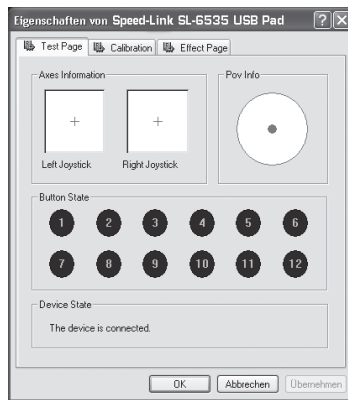 Eigenschaften von Speed-Link SL-6535 USB Pad
Test Page Calibration Effect Page
Axes Information Pov Info
Left Joystick Right Joystick
Button State
1 2 3 4 5 6
7 8 9 10 11 12
Device State
The device is connected.
OK Abbrechen Übernehmen